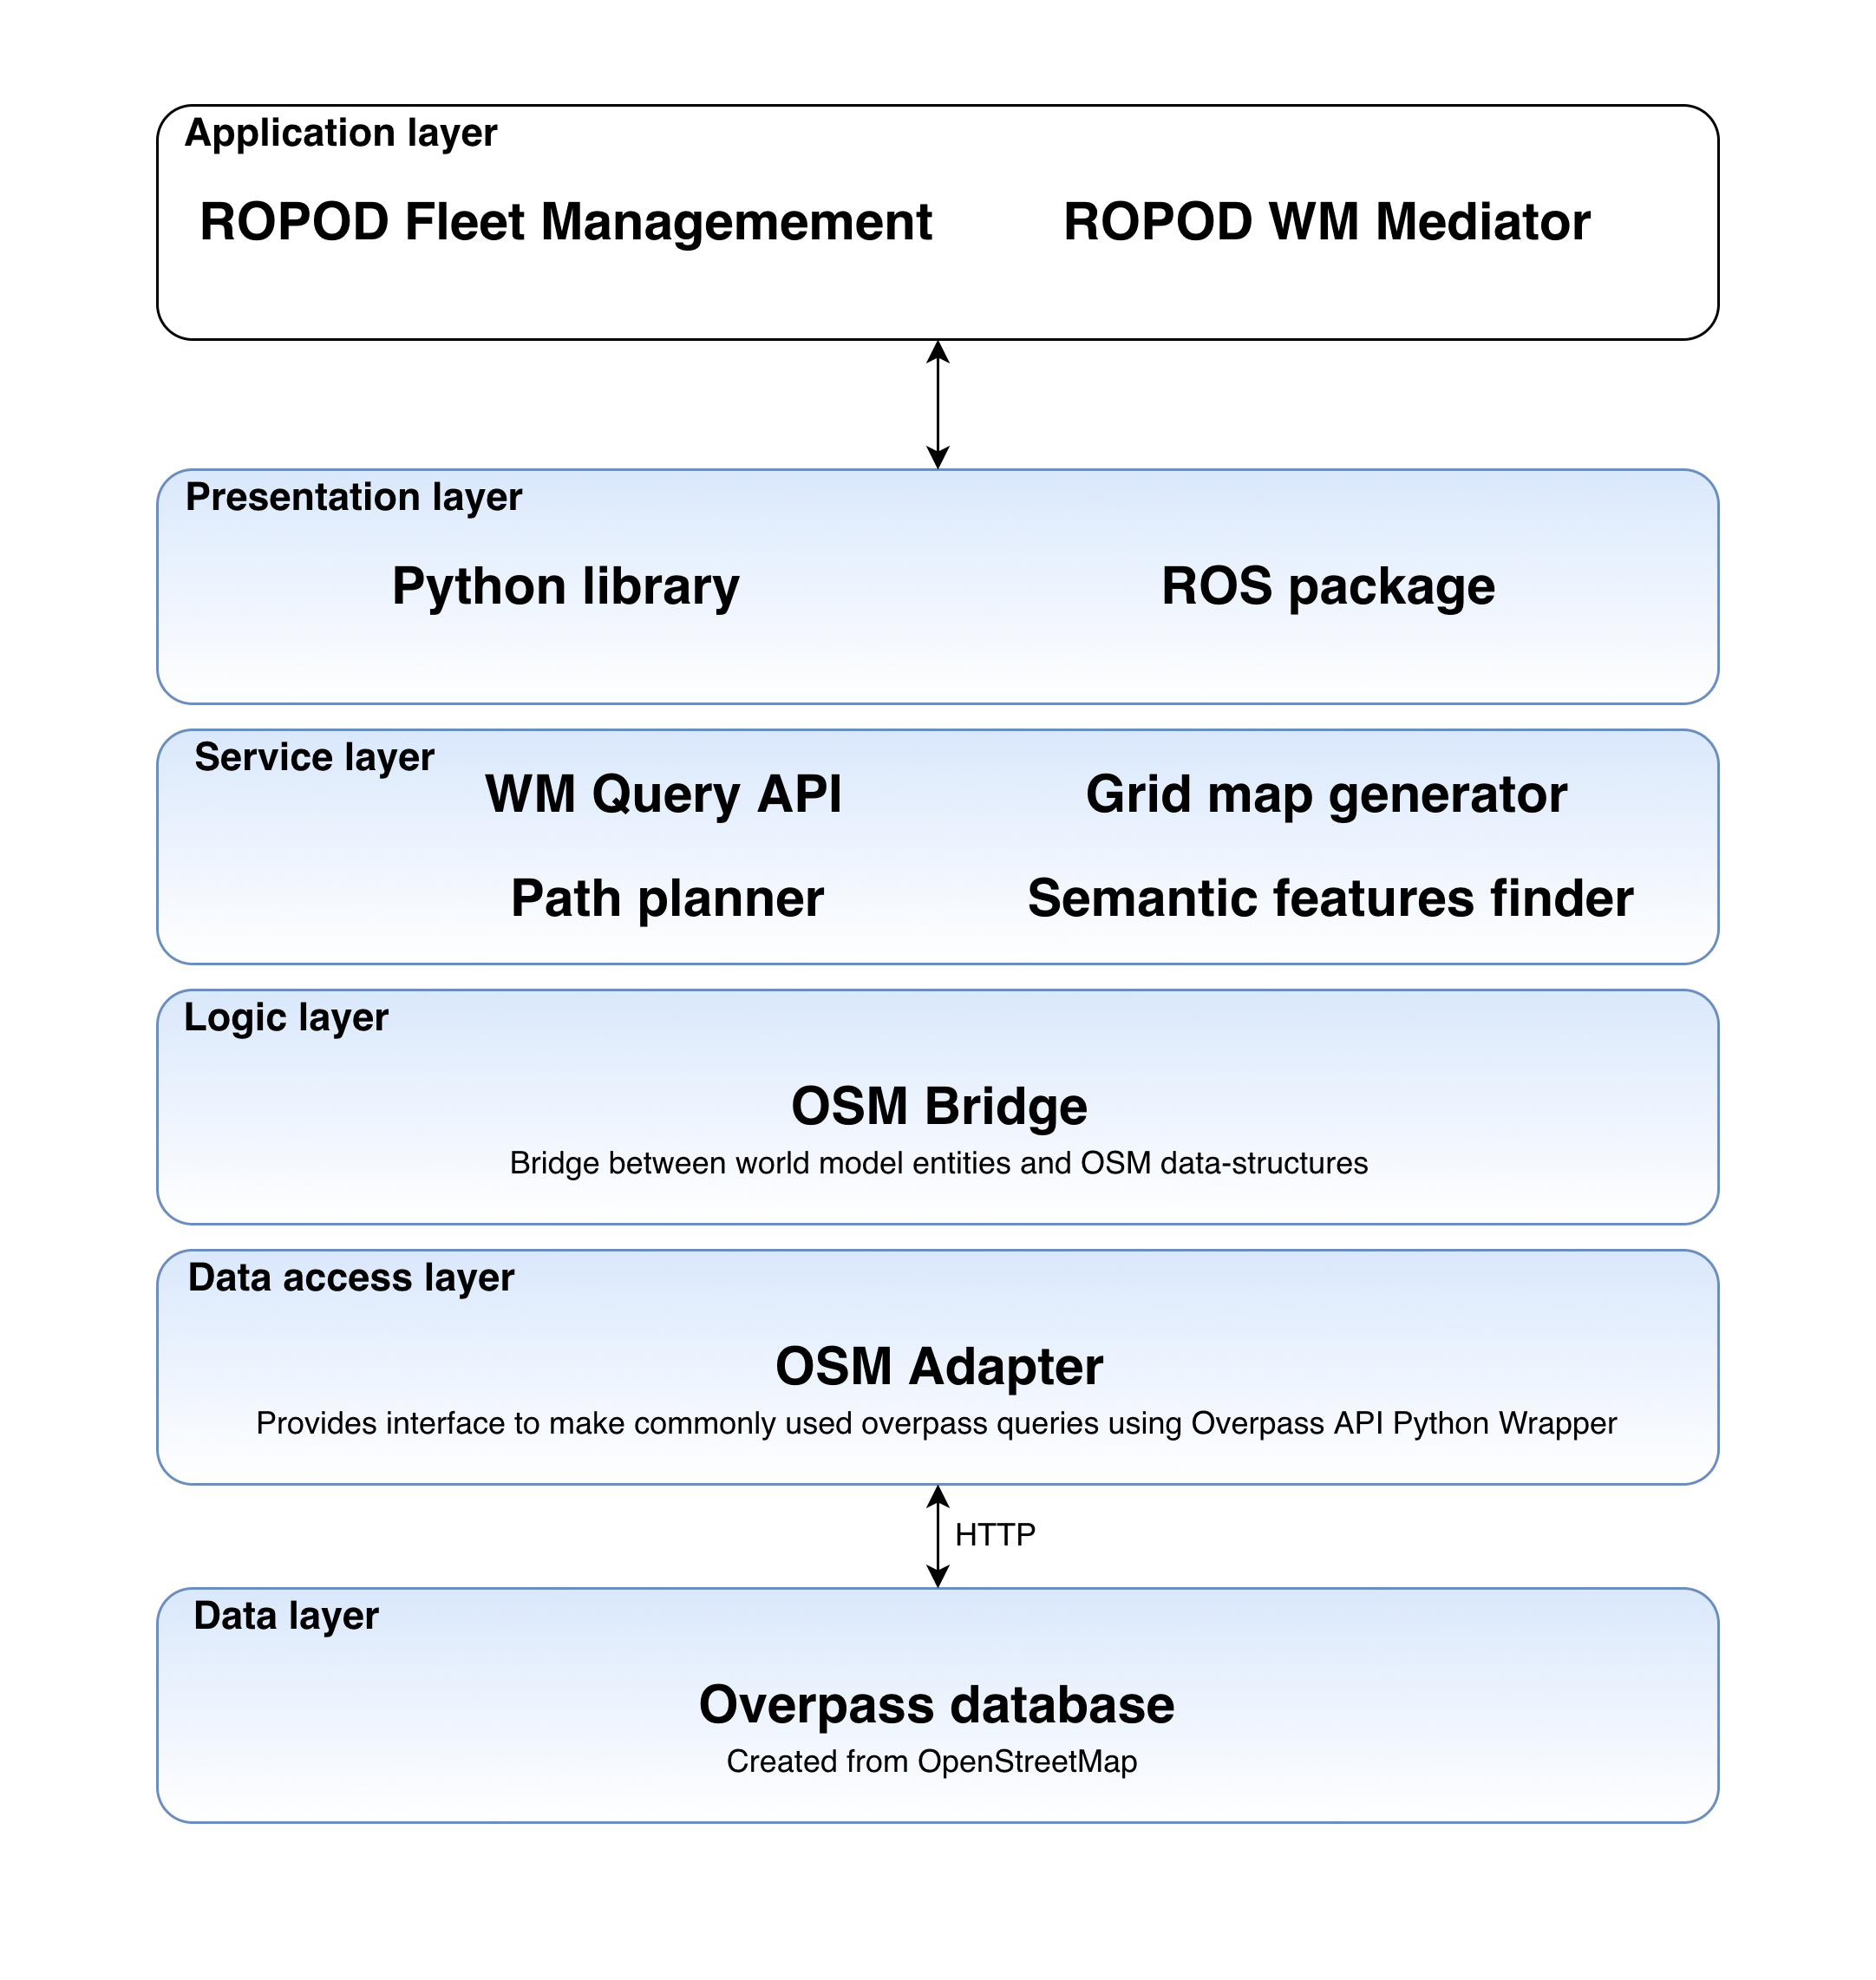 Application layer
ROPOD Fleet Managemement
ROPOD WM Mediator
Presentation layer
Python library
ROS package
Service layer
WM Query API
Grid map generator
Path planner
Semantic features finder
Logic layer
OSM Bridge
Bridge between world model entities and OSM data-structures
Data access layer
OSM Adapter
Provides interface to make commonly used overpass queries using Overpass API Python Wrapper
HTTP
Data layer
Overpass database
Created from OpenStreetMap